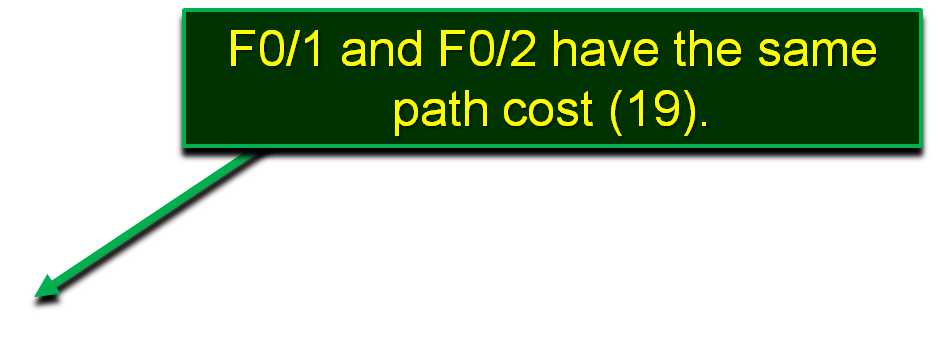 F0/1 and F0/2 have the same
path cost (19).